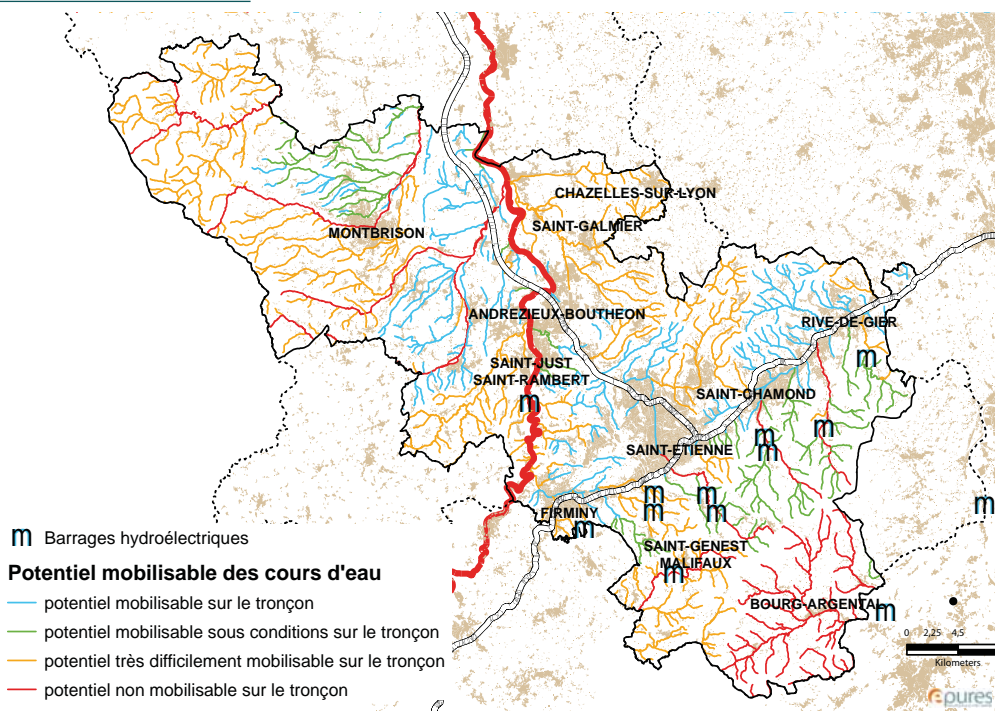 CHAZELLES-SUR-LYON
SAINT-GALMIER
MONTBRISON
ANDREZIEUX-BOUTHEON
RIVE-DE-GIER
SAINT-JUST
SAINT-RAMBERT
m
m
SAINT-CHAMOND
m
m
m
SAINT-ETIENNE
m
m
m
m
m
FIRMINY
m
m
SAINT-GENEST
MALIFAUX
m
BOURG-ARGENTAL
m
m Barrages hydroélectriques
Potentiel mobilisable des cours d'eau
potentiel mobilisable sur le tronçon
potentiel mobilisable sous conditions sur le tronçon
potentiel très difficilement mobilisable sur le tronçon
potentiel non mobilisable sur le tronçon
0 2,25 4,5
Kilometers
epures